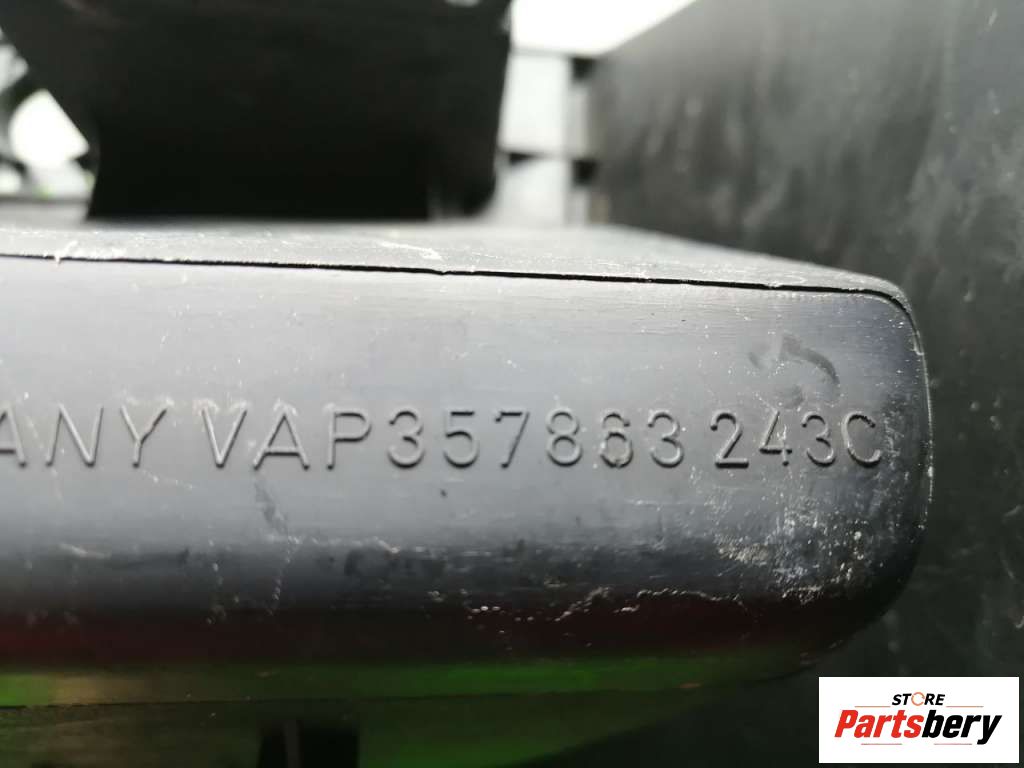 ANY VAP357863 243C
STORE
Partsbery